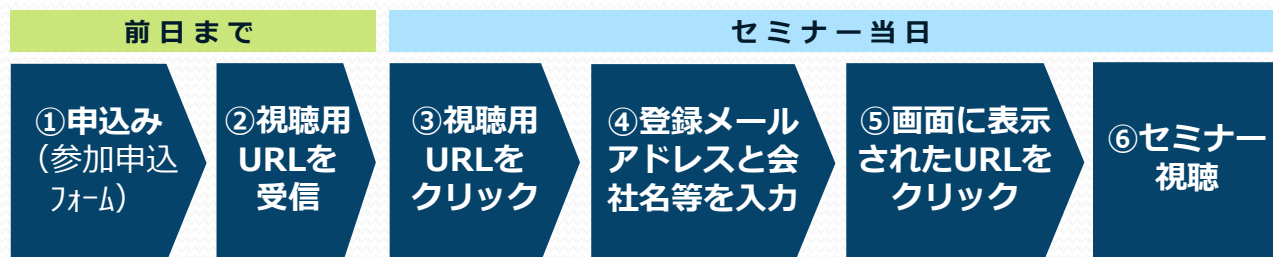 前日まで
セミナー当日
①申込み
（参加申込
ﾌｫｰﾑ）
②視聴用
URLを
受信
③視聴用
URLを
クリック
④登録メール
アドレスと会
社名等を入力
⑤画面に表示
されたURLを
クリック
⑥セミナー
視聴